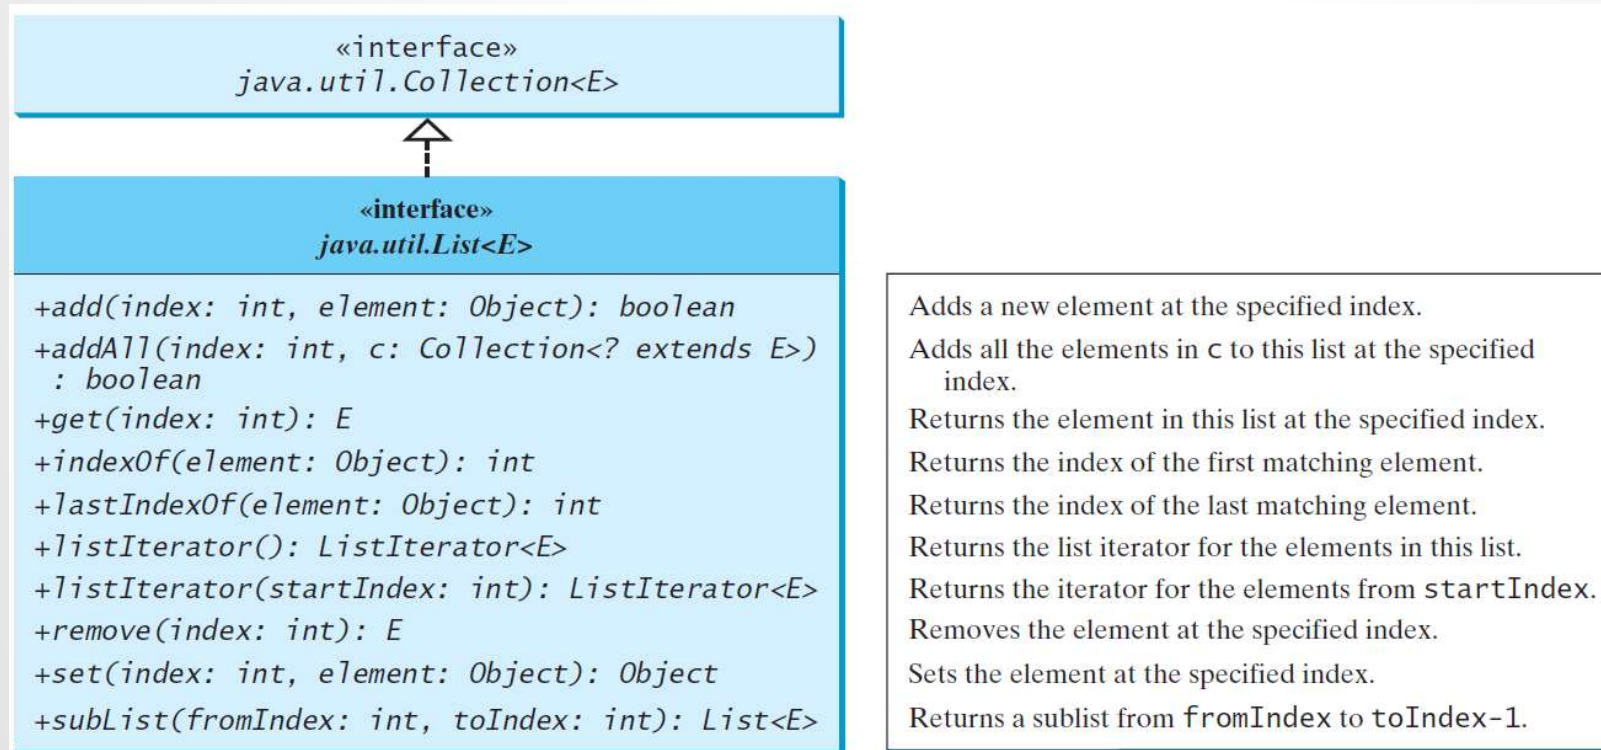 «interface»
java.util.Collection<E>
«interface»
java.util.List<E>
+add(index: int, element: Object): boolean
+addAll(index: int, c: Collection<? extends E>)
: boolean
+get(index: int): E
+indexOf(element: Object): int
+lastIndexOf(element: Object): int
+listIterator(): ListIterator<E>
+listIterator(startIndex: int): ListIterator<E>
+remove(index: int): E
+set(index: int, element: Object): Object
+subList(fromIndex: int, toIndex: int): List<E>
Adds a new element at the specified index.
Adds all the elements in c to this list at the specified
index.
Returns the element in this list at the specified index.
Returns the index of the first matching element.
Returns the index of the last matching element.
Returns the list iterator for the elements in this list.
Returns the iterator for the elements from startIndex.
Removes the element at the specified index.
Sets the element at the specified index.
Returns a sublist from fromIndex to toIndex-1.